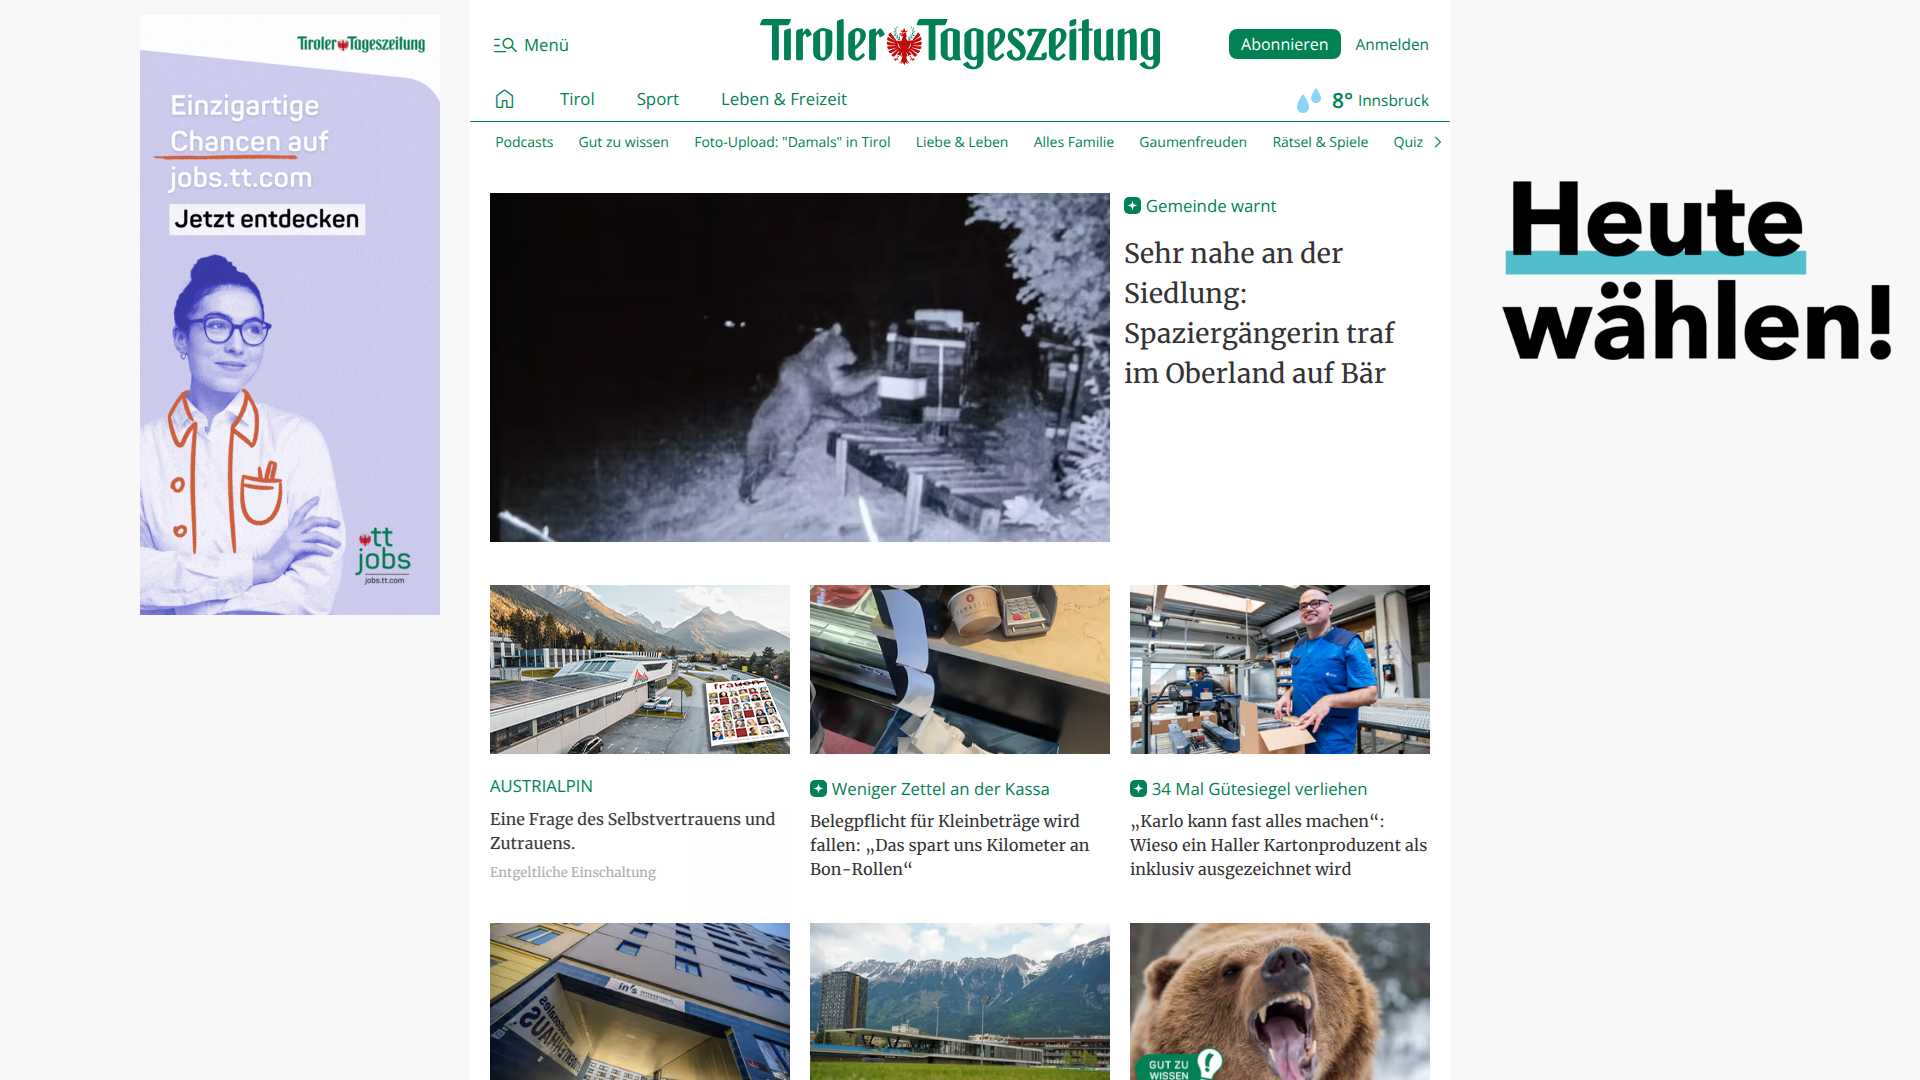 Tiroler Tageszeitung
Einzigartige
Chancen auf
jobs.tt.com
Jetzt entdecken
tt
jobs
jobs.tt.com
Menü
Tiroler Tageszeitung
Abonnieren
Anmelden
Tirol
Sport
Leben & Freizeit
8° Innsbruck
Podcasts
Gut zu wissen
Foto-Upload: "Damals" in Tirol
Liebe & Leben
Alles Familie
Gaumenfreuden
Rätsel & Spiele
Quiz
Gemeinde warnt
Sehr nahe an der
Siedlung:
Spaziergängerin traf
im Oberland auf Bär
Heute
wählen!
frauen
AUSTRIALPIN
Eine Frage des Selbstvertrauens und
Zutrauens.
Entgeltliche Einschaltung
Weniger Zettel an der Kassa
Belegpflicht für Kleinbeträge wird
fallen: „Das spart uns Kilometer an
Bon-Rollen“
34 Mal Gütesiegel verliehen
„Karlo kann fast alles machen“:
Wieso ein Haller Kartonproduzent als
inklusiv ausgezeichnet wird
in's
GUT ZU
WISSEN